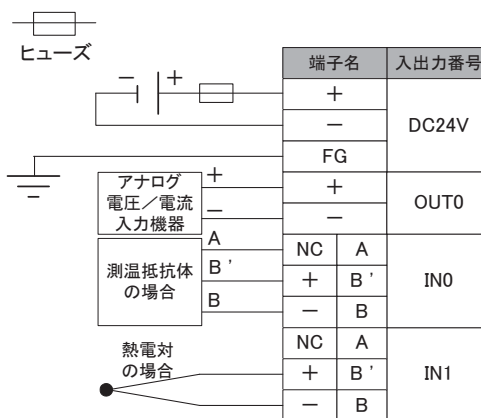 ヒューズ
端子名 入出力番号
－ ＋
＋
－
DC24V
FG
アナログ
電圧／電流
入力機器
＋
－
＋
－
OUT0
測温抵抗体
の場合
A
B '
B
NC A
＋ B '
－ B
IN0
熱電対
の場合
NC A
＋ B '
－ B
IN1